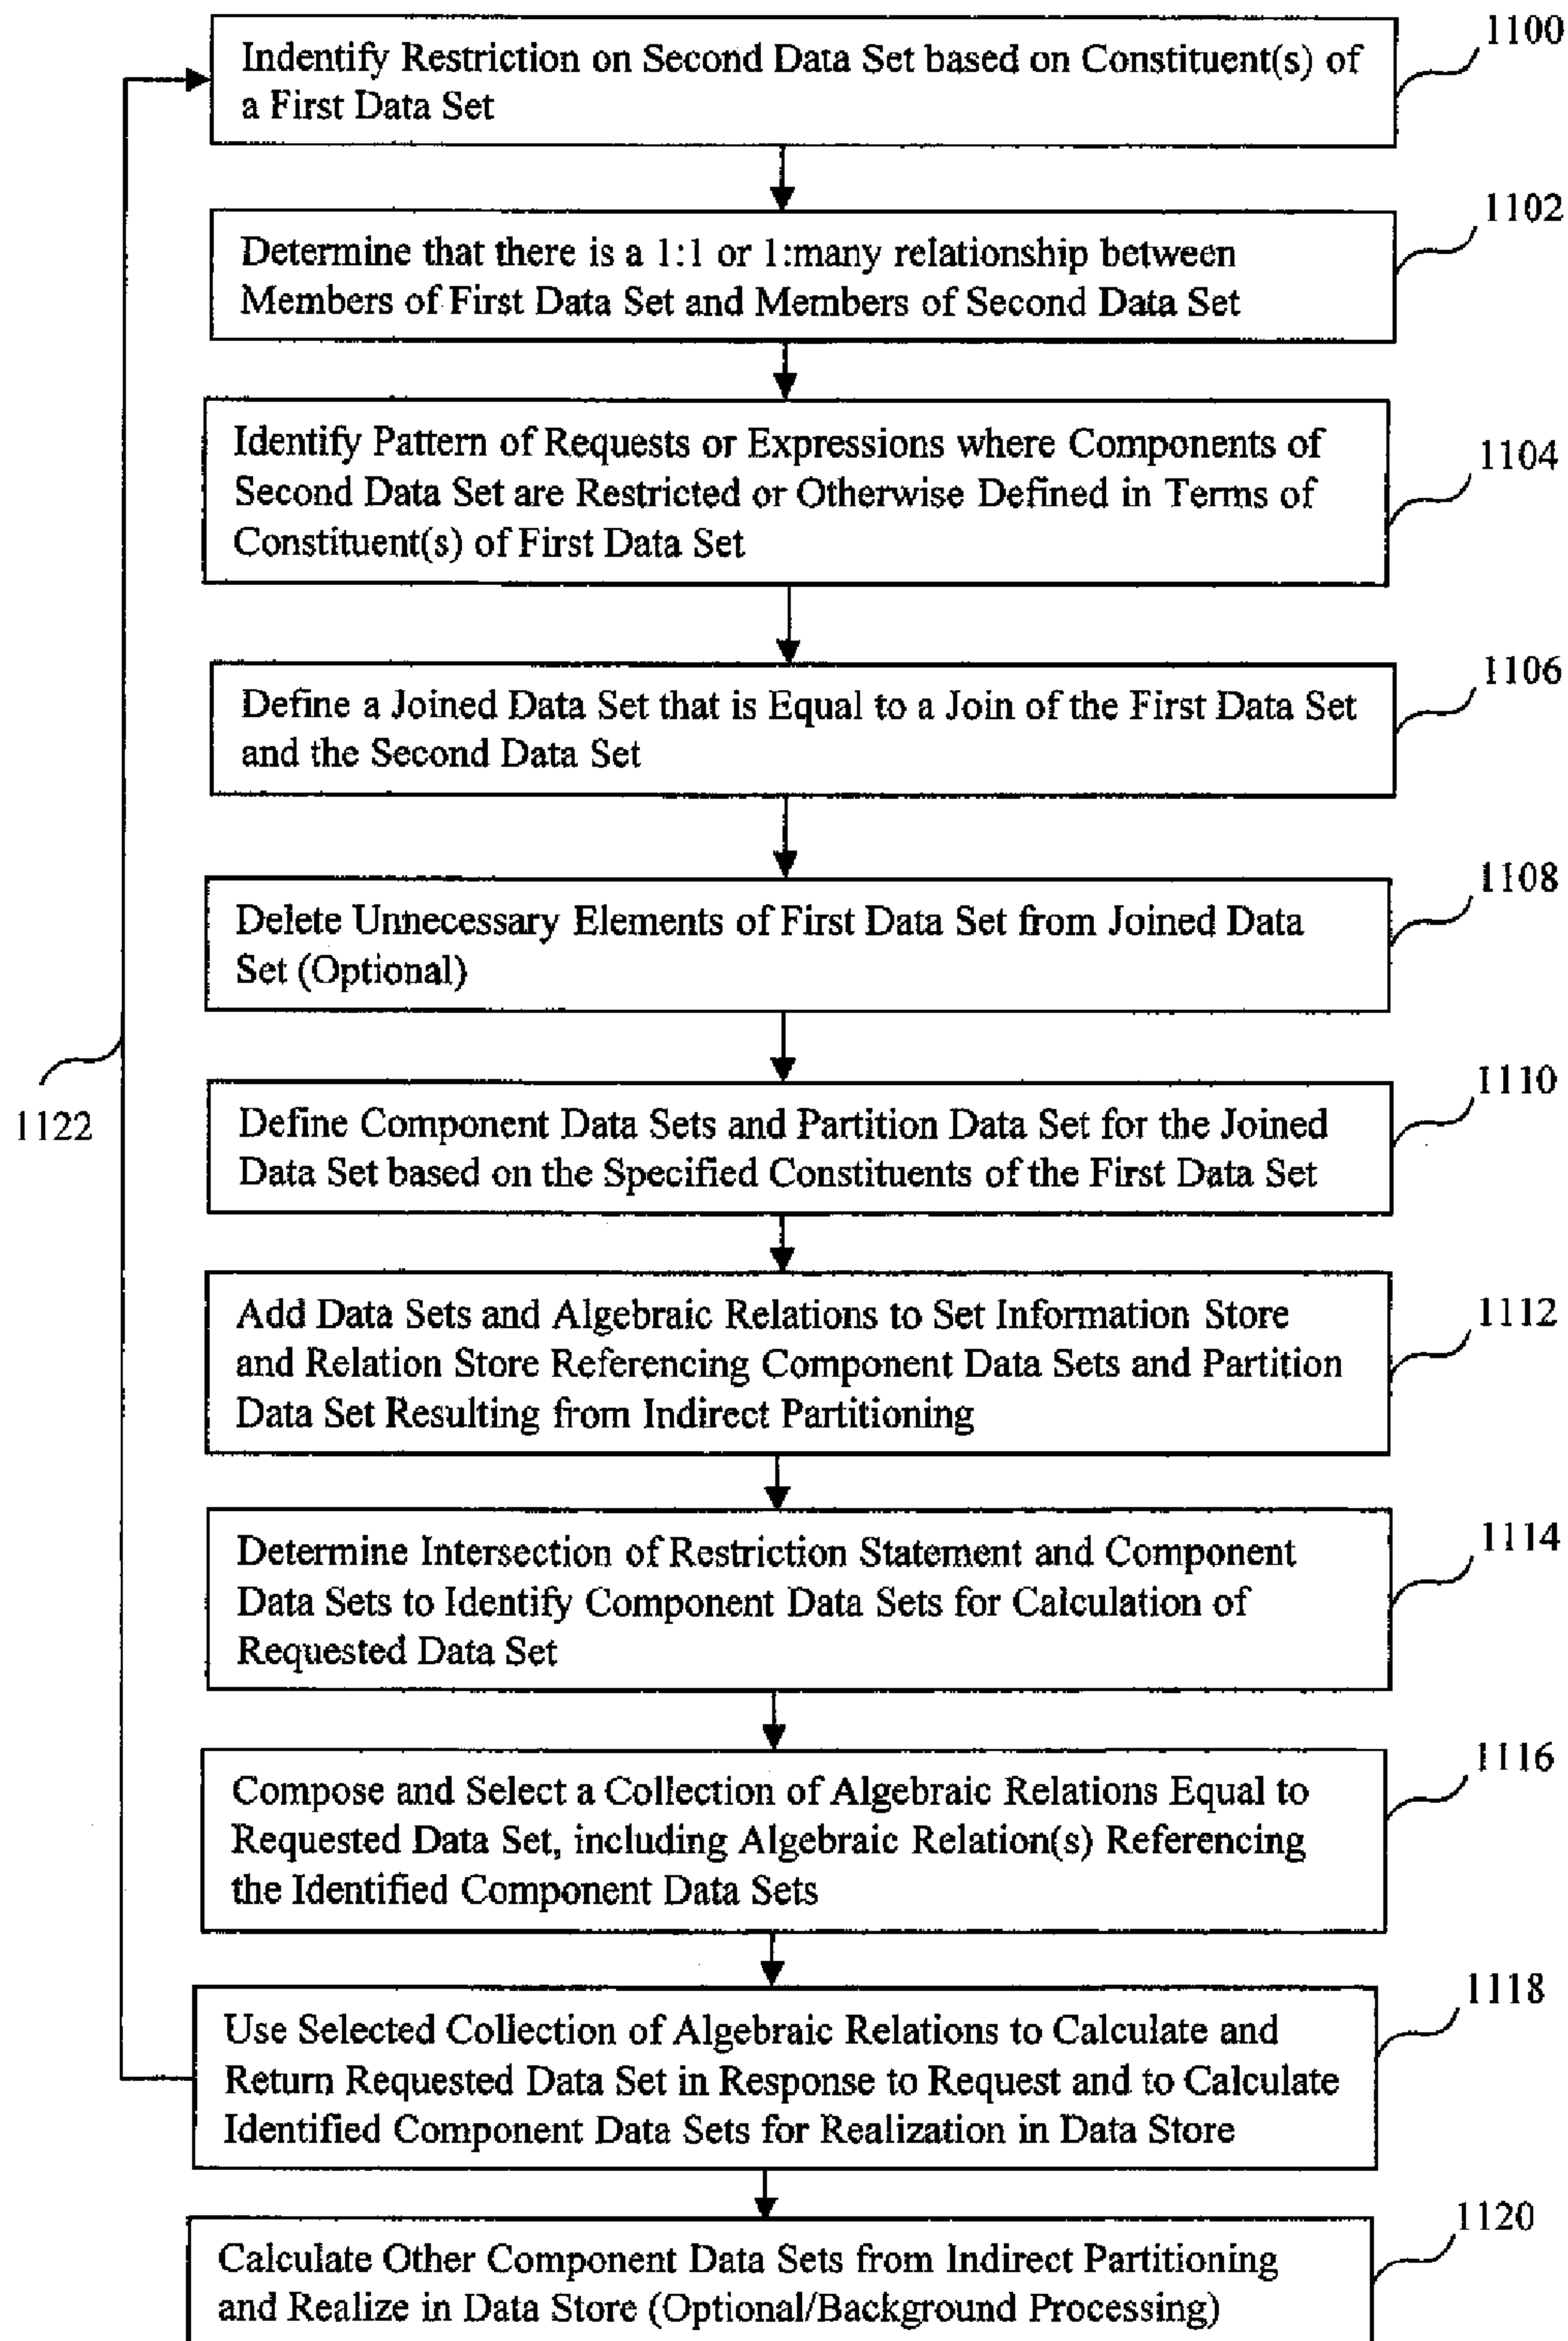 1100
Indentify Restriction on Second Data Set based on Constituent(s) of
a First Data Set
1102
Determine that there is a 1:1 or 1:many relationship between
Members of First Data Set and Members of Second Data Set
1104
Identify Pattern of Requests or Expressions where Components of
Second Data Set are Restricted or Otherwise Defined in Terms of
Constituent(s) of First Data Set
1106
Define a Joined Data Set that is Equal to a Join of the First Data Set
and the Second Data Set
1108
Delete Unnecessary Elements of First Data Set from Joined Data
Set (Optional)
1110
Define Component Data Sets and Partition Data Set for the Joined
Data Set based on the Specified Constituents of the First Data Set
1122
1112
Add Data Sets and Algebraic Relations to Set Information Store
and Relation Store Referencing Component Data Sets and Partition
Data Set Resulting from Indirect Partitioning
1114
Determine Intersection of Restriction Statement and Component
Data Sets to Identify Component Data Sets for Calculation of
Requested Data Set
1116
Compose and Select a Collection of Algebraic Relations Equal to
Requested Data Set, including Algebraic Relation(s) Referencing
the Identified Component Data Sets
1118
Use Selected Collection of Algebraic Relations to Calculate and
Return Requested Data Set in Response to Request and to Calculate
Identified Component Data Sets for Realization in Data Store
1120
Calculate Other Component Data Sets from Indirect Partitioning
and Realize in Data Store (Optional/Background Processing)